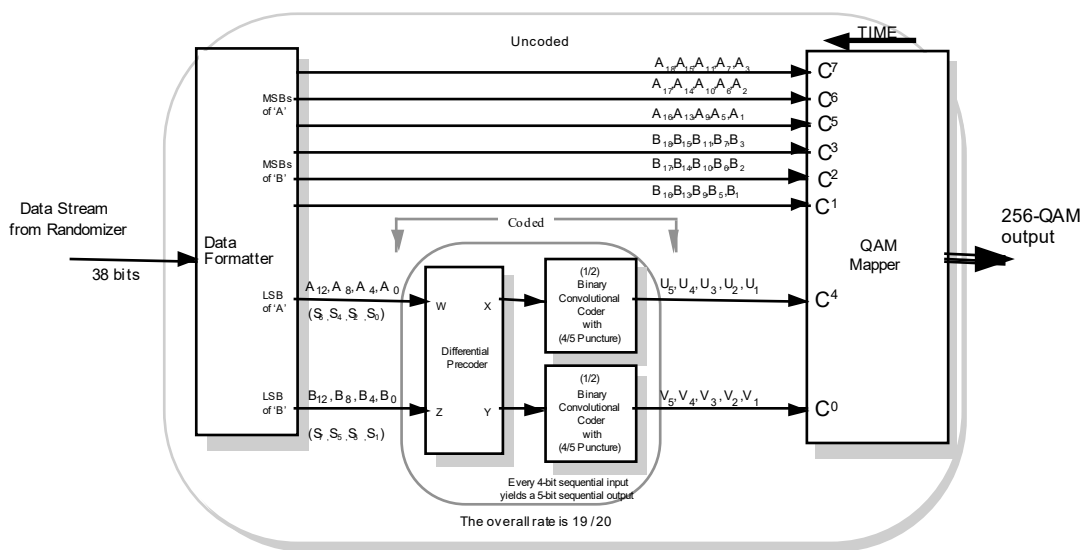 TIME
Uncoded
A18,A15,A11,A7,A3
C7
MSBs
of 'A'
A17,A14,A10,A6,A2
C6
A16,A13,A9,A5,A1
C5
B18,B15,B11,B7,B3
C3
MSBs
of 'B'
B17,B14,B10,B6,B2
C2
B16,B13,B9,B5,B1
C1
Data Stream
from Randomizer
38 bits
Data
Formatter
Coded
QAM
Mapper
256-QAM
output
LSB
of 'A'
A12, A8, A4, A0
(S6,S4,S2,S0)
W
X
Differential
Precoder
Z
Y
(1/2)
Binary
Convolutional
Coder
with
(4/5 Puncture)
U5, U4, U3, U2, U1
C4
LSB
of 'B'
B12, B8, B4, B0
(S7,S5,S3,S1)
(1/2)
Binary
Convolutional
Coder
with
(4/5 Puncture)
V5, V4, V3, V2, V1
C0
Every 4-bit sequential input
yields a 5-bit sequential output
The overall rate is 19/20